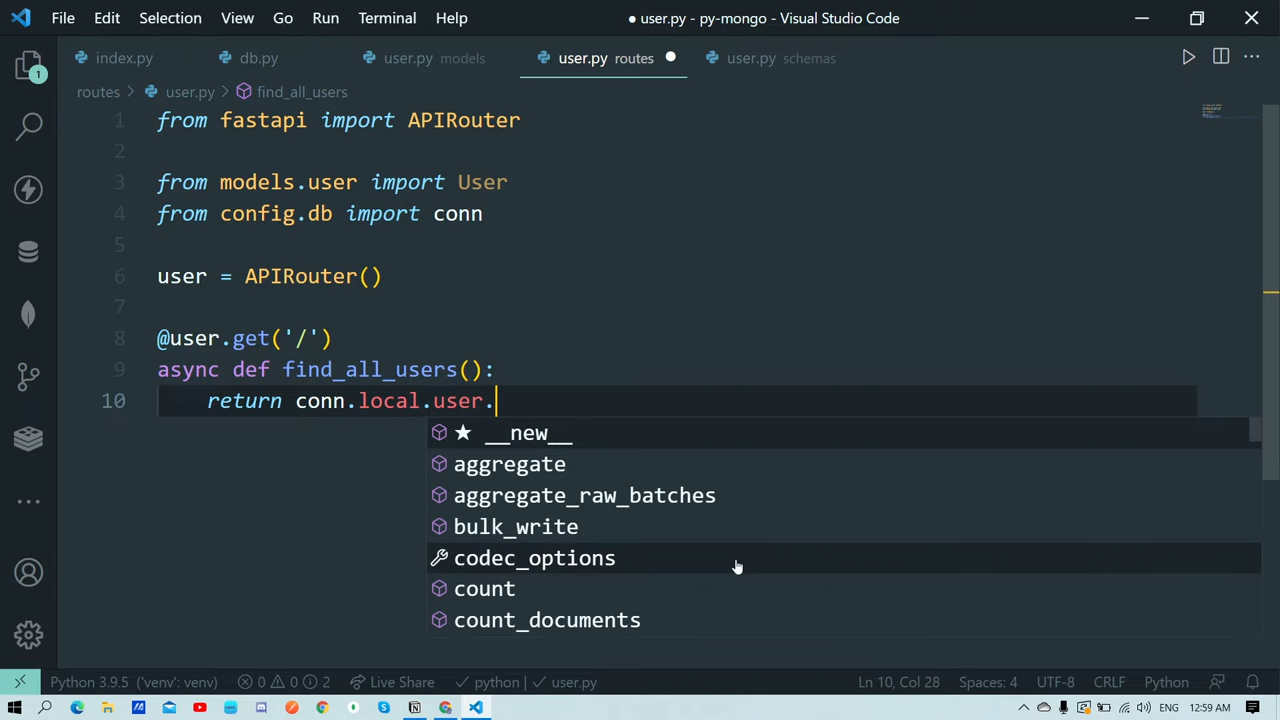 File Edit Selection View Go Run Terminal Help ● user.py - py-mongo - Visual Studio Code
index.py db.py user.py models user.py routes user.py schemas
routes > user.py > find_all_users
1 from fastapi import APIRouter
2
3 from models.user import User
4 from config.db import conn
5
6 user = APIRouter()
7
8 @user.get('/')
9 async def find_all_users():
10 return conn.local.user.
★ __new__
aggregate
aggregate_raw_batches
bulk_write
codec_options
count
count_documents
1
Python 3.9.5 ('venv': venv) 0 0 2 Live Share ✓ python | ✓ user.py Ln 10, Col 28 Spaces: 4 UTF-8 CRLF Python
ENG 12:59 AM